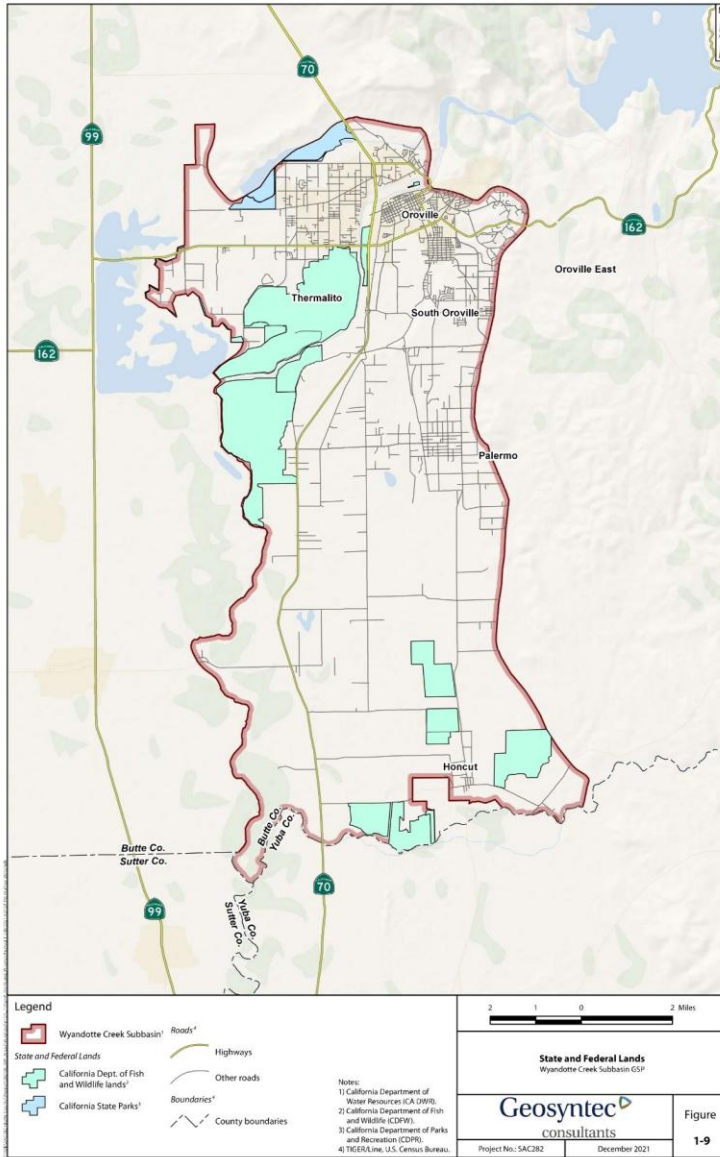 70
99
Oroville
162
Oroville East
Thermalito
South Oroville
162
Palermo
Honcut
Butte Co.
Yuba Co.
Butte Co.
Sutter Co.
70
99
Yuba Co.
Sutter Co.
Legend
Wyandotte Creek Subbasin¹
State and Federal Lands
California Dept. of Fish
and Wildlife lands²
California State Parks³
Roads⁴
Highways
Other roads
Boundaries⁴
County boundaries
Notes:
1) California Department of
Water Resources (CA DWR).
2) California Department of Fish
and Wildlife (CDFW).
3) California Department of Parks
and Recreation (CDPR).
4) TIGER/Line, U.S. Census Bureau.
2 1 0 2 Miles
State and Federal Lands
Wyandotte Creek Subbasin GSP
Geosyntec
consultants
Figure
1-9
Project No.: SAC282
December 2021